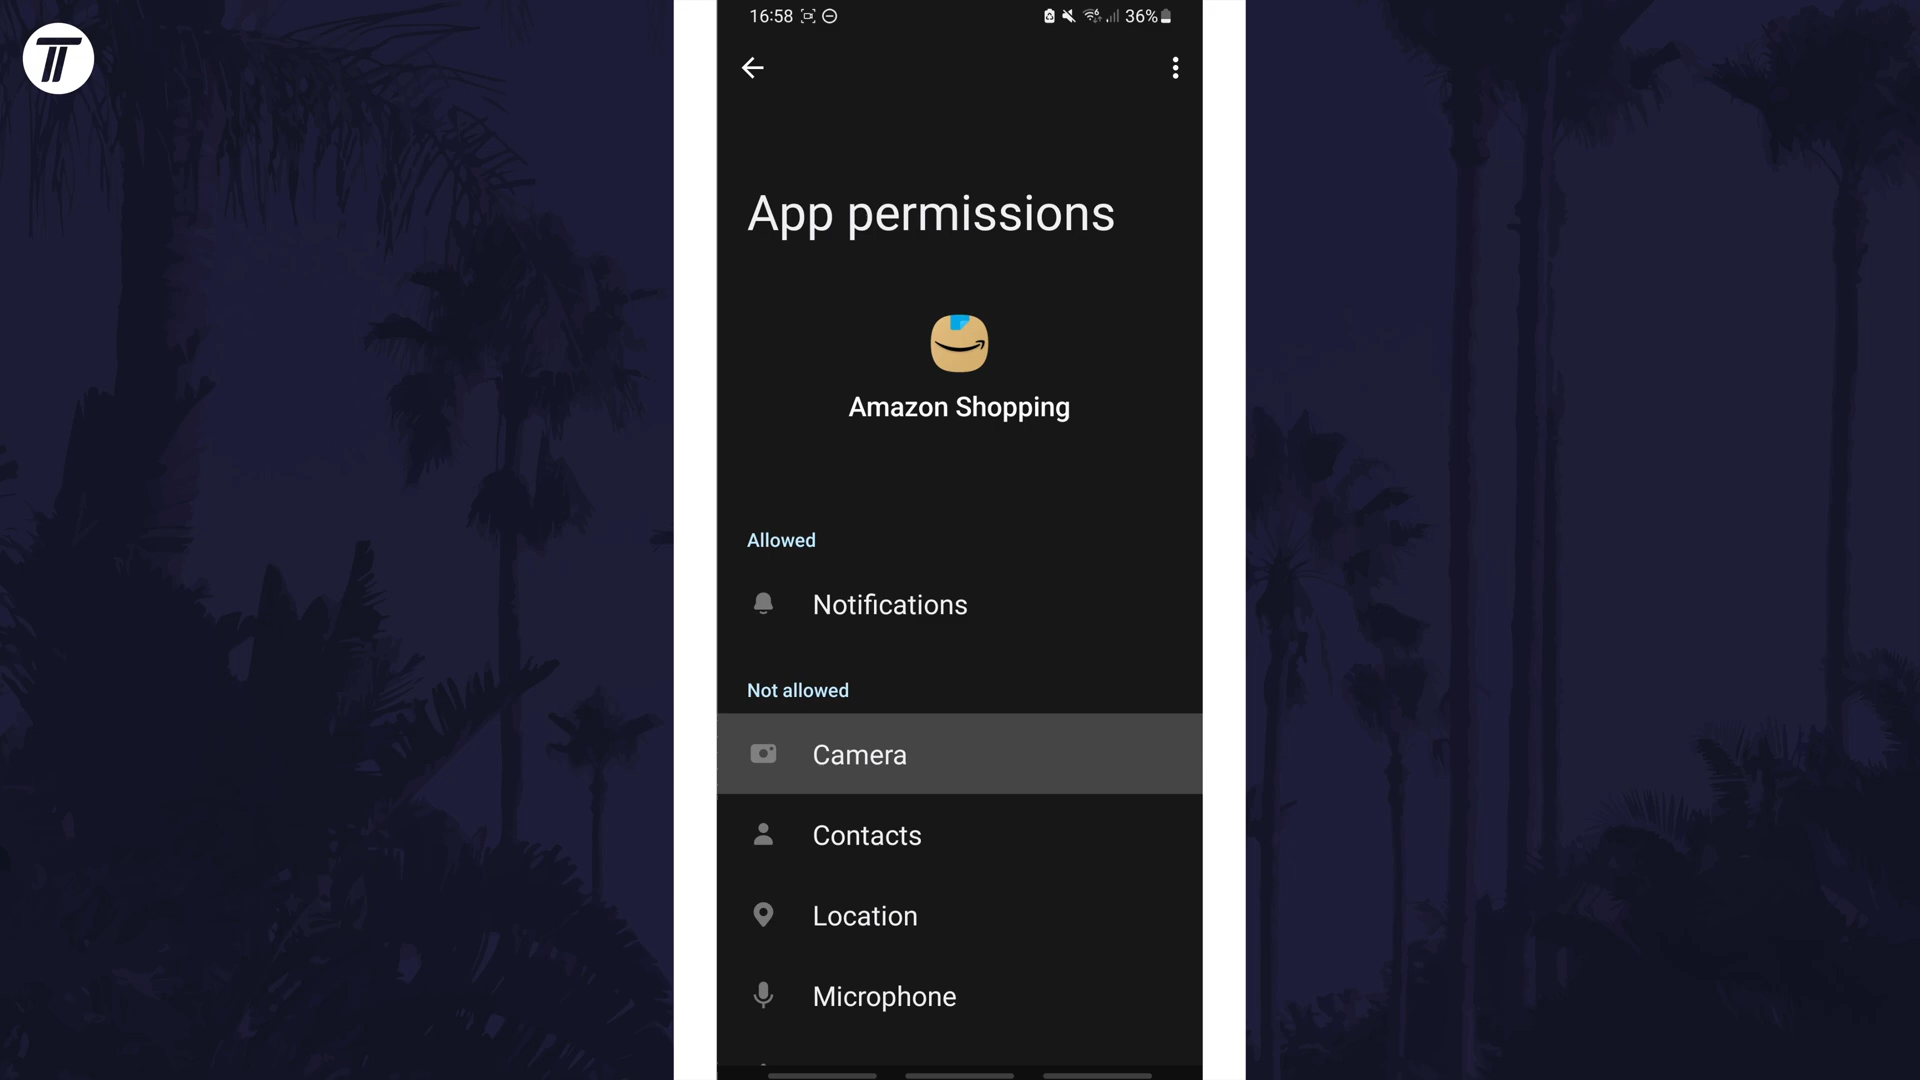 16:58
36%
App permissions
Amazon Shopping
Allowed
Notifications
Not allowed
Camera
Contacts
Location
Microphone